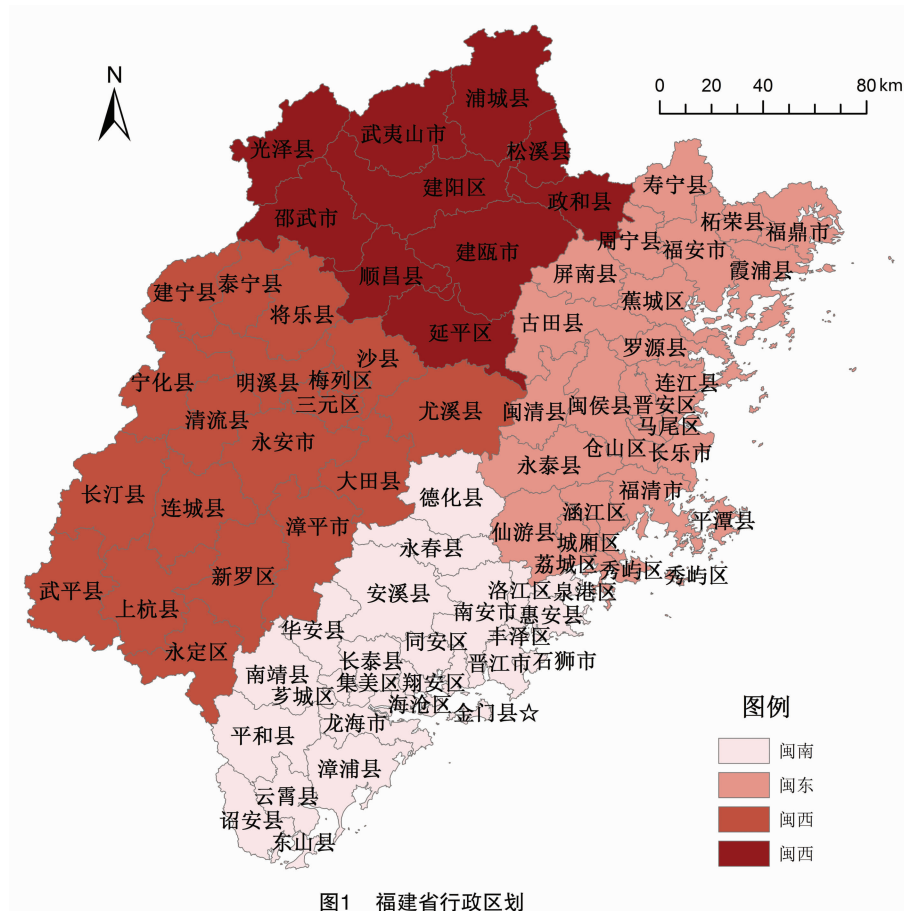 N
0 20 40 80 km
浦城县
武夷山市
光泽县
松溪县
建阳区
寿宁县
政和县
邵武市
柘荣县
福鼎市
周宁县
福安市
建瓯市
霞浦县
顺昌县
屏南县
泰宁县
建宁县
蕉城区
将乐县
古田县
延平区
罗源县
沙县
宁化县
明溪县
梅列区
连江县
三元区
尤溪县
闽清县
闽侯县
晋安区
清流县
马尾区
永安市
仓山区
长乐市
永泰县
大田县
长汀县
德化县
福清市
连城县
涵江区
平潭县
漳平市
仙游县
城厢区
永春县
荔城区
秀屿区
秀屿区
新罗区
武平县
安溪县
洛江区
泉港区
上杭县
南安市
惠安县
华安县
丰泽区
同安区
永定区
长泰县
晋江市
石狮市
南靖县
集美区
翔安区
芗城区
海沧区
金门县☆
龙海市
平和县
漳浦县
云霄县
诏安县
东山县
图例
闽南
闽东
闽西
闽西
图1 福建省行政区划